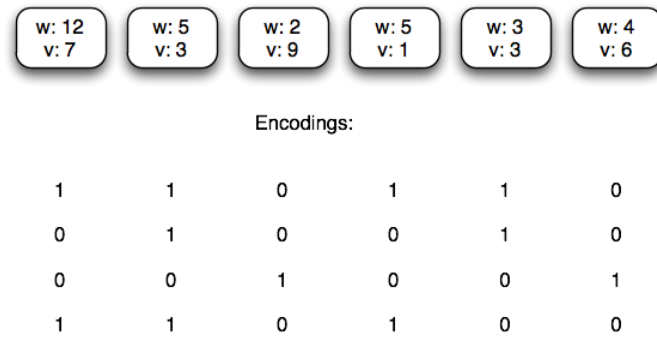 w: 12 w: 5 w: 2 w: 5 w: 3 w: 4
v: 7 v: 3 v: 9 v: 1 v: 3 v: 6
Encodings:
1 1 0 1 1 0
0 1 0 0 1 0
0 0 1 0 0 1
1 1 0 1 0 0